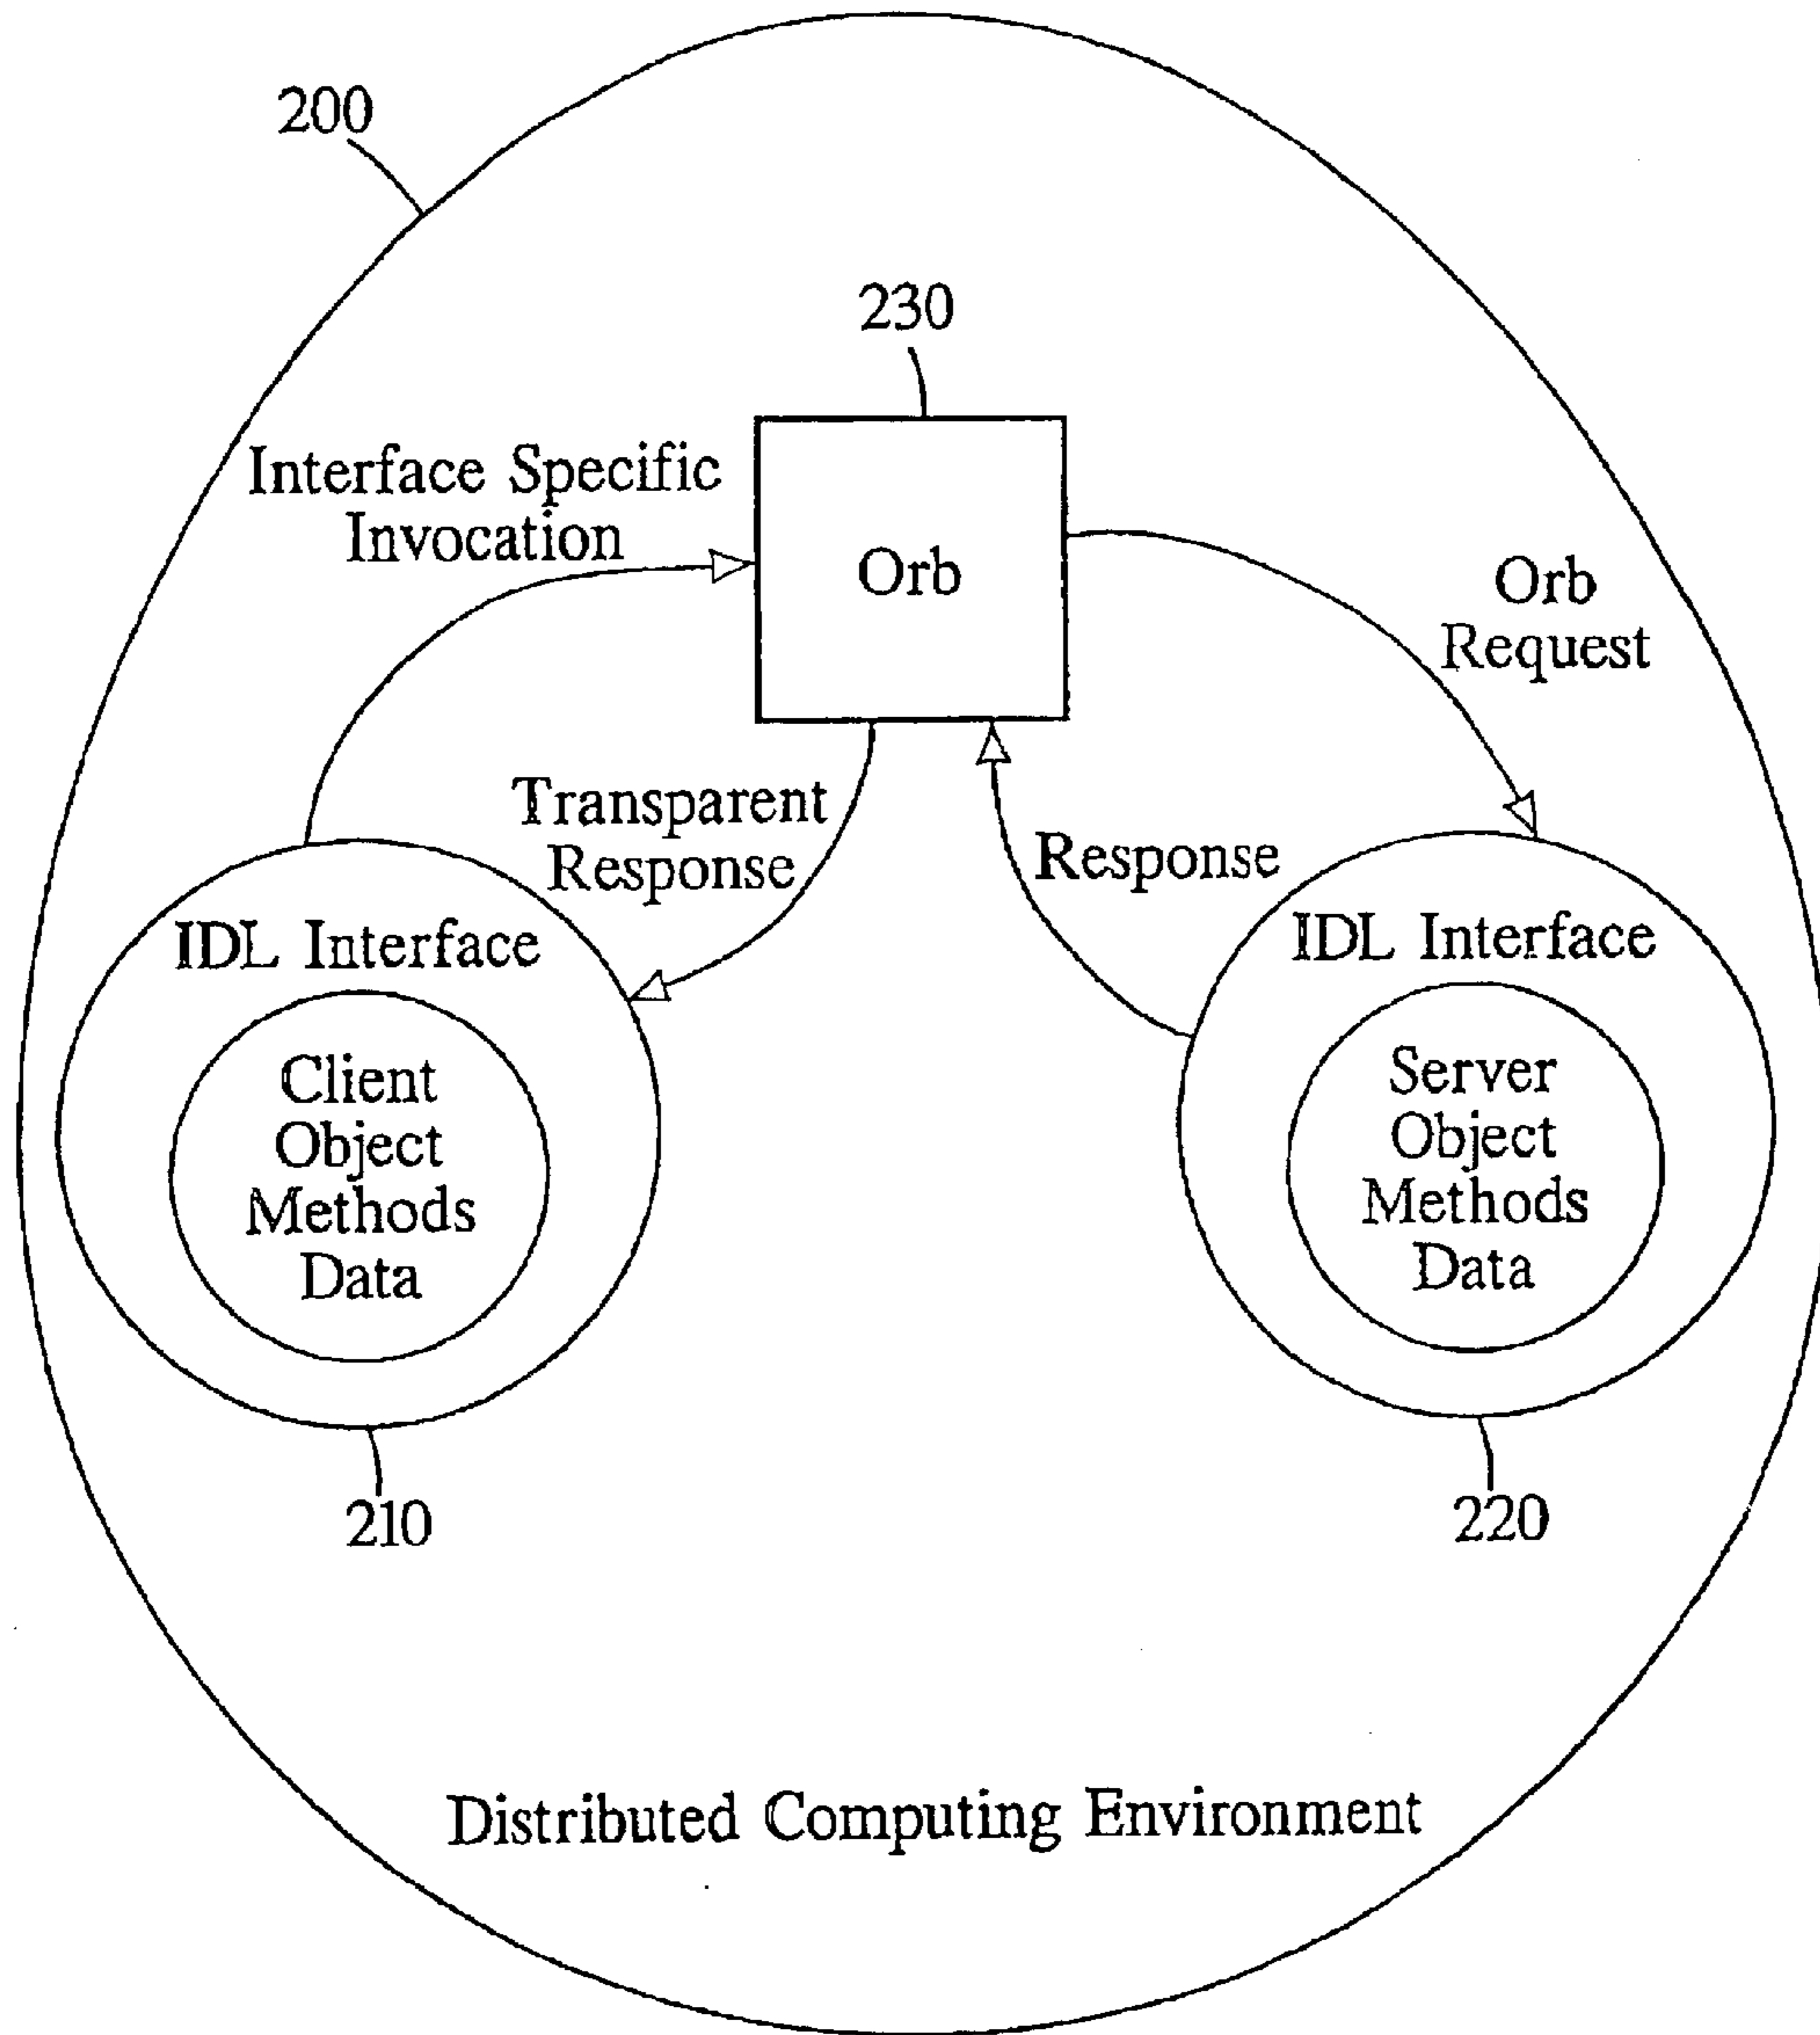 200
230
Interface Specific
Invocation
Orb
Orb
Request
Transparent
Response
Response
IDL Interface
IDL Interface
Client
Object
Methods
Data
Server
Object
Methods
Data
210
220
Distributed Computing Environment